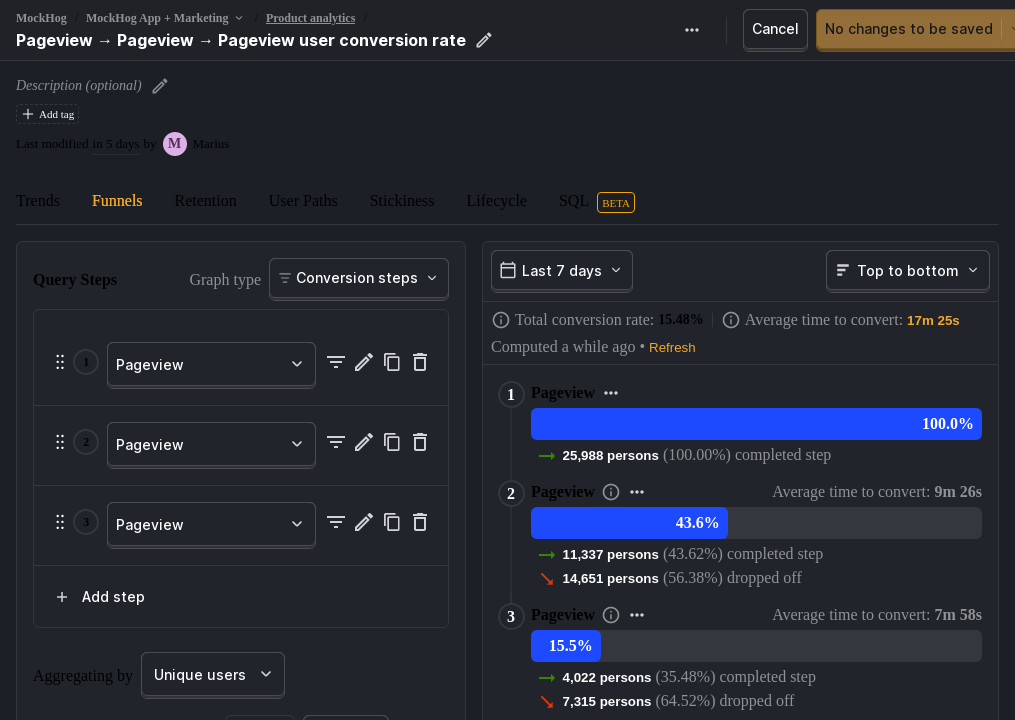 MockHog / MockHog App + Marketing / Product analytics /
Pageview → Pageview → Pageview user conversion rate
Cancel
No changes to be saved
Description (optional)
Add tag
Last modified in 5 days by M Marius
Trends Funnels Retention User Paths Stickiness Lifecycle SQL BETA
Query Steps Graph type Conversion steps
1 Pageview
2 Pageview
3 Pageview
Add step
Aggregating by Unique users
Last 7 days Top to bottom
Total conversion rate: 15.48% Average time to convert: 17m 25s
Computed a while ago • Refresh
1 Pageview
100.0%
25,988 persons (100.00%) completed step
2 Pageview Average time to convert: 9m 26s
43.6%
11,337 persons (43.62%) completed step
14,651 persons (56.38%) dropped off
3 Pageview Average time to convert: 7m 58s
15.5%
4,022 persons (35.48%) completed step
7,315 persons (64.52%) dropped off